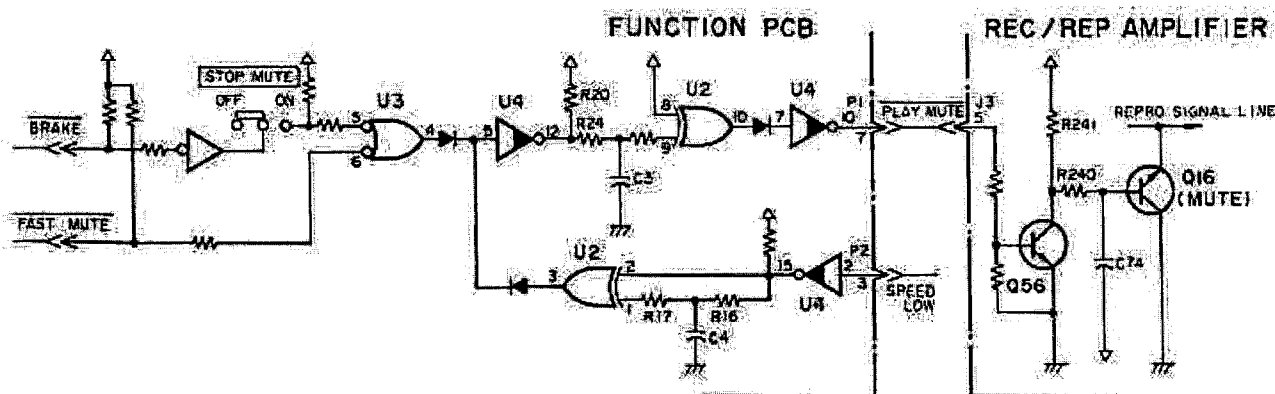 FUNCTION PCB
REC/REP AMPLIFIER
STOP MUTE
OFF
ON
BRAKE
FAST MUTE
U3
5
6
4
U4
5
12
R20
R24
C3
U2
8
9
10
U4
7
10
P1
7
PLAY MUTE
J3
5
R241
REPRO SIGNAL LINE
R240
Q16
(MUTE)
Q56
C74
U2
3
2
1
R17
R16
C4
15
U4
2
P2
3
SPEED
LOW